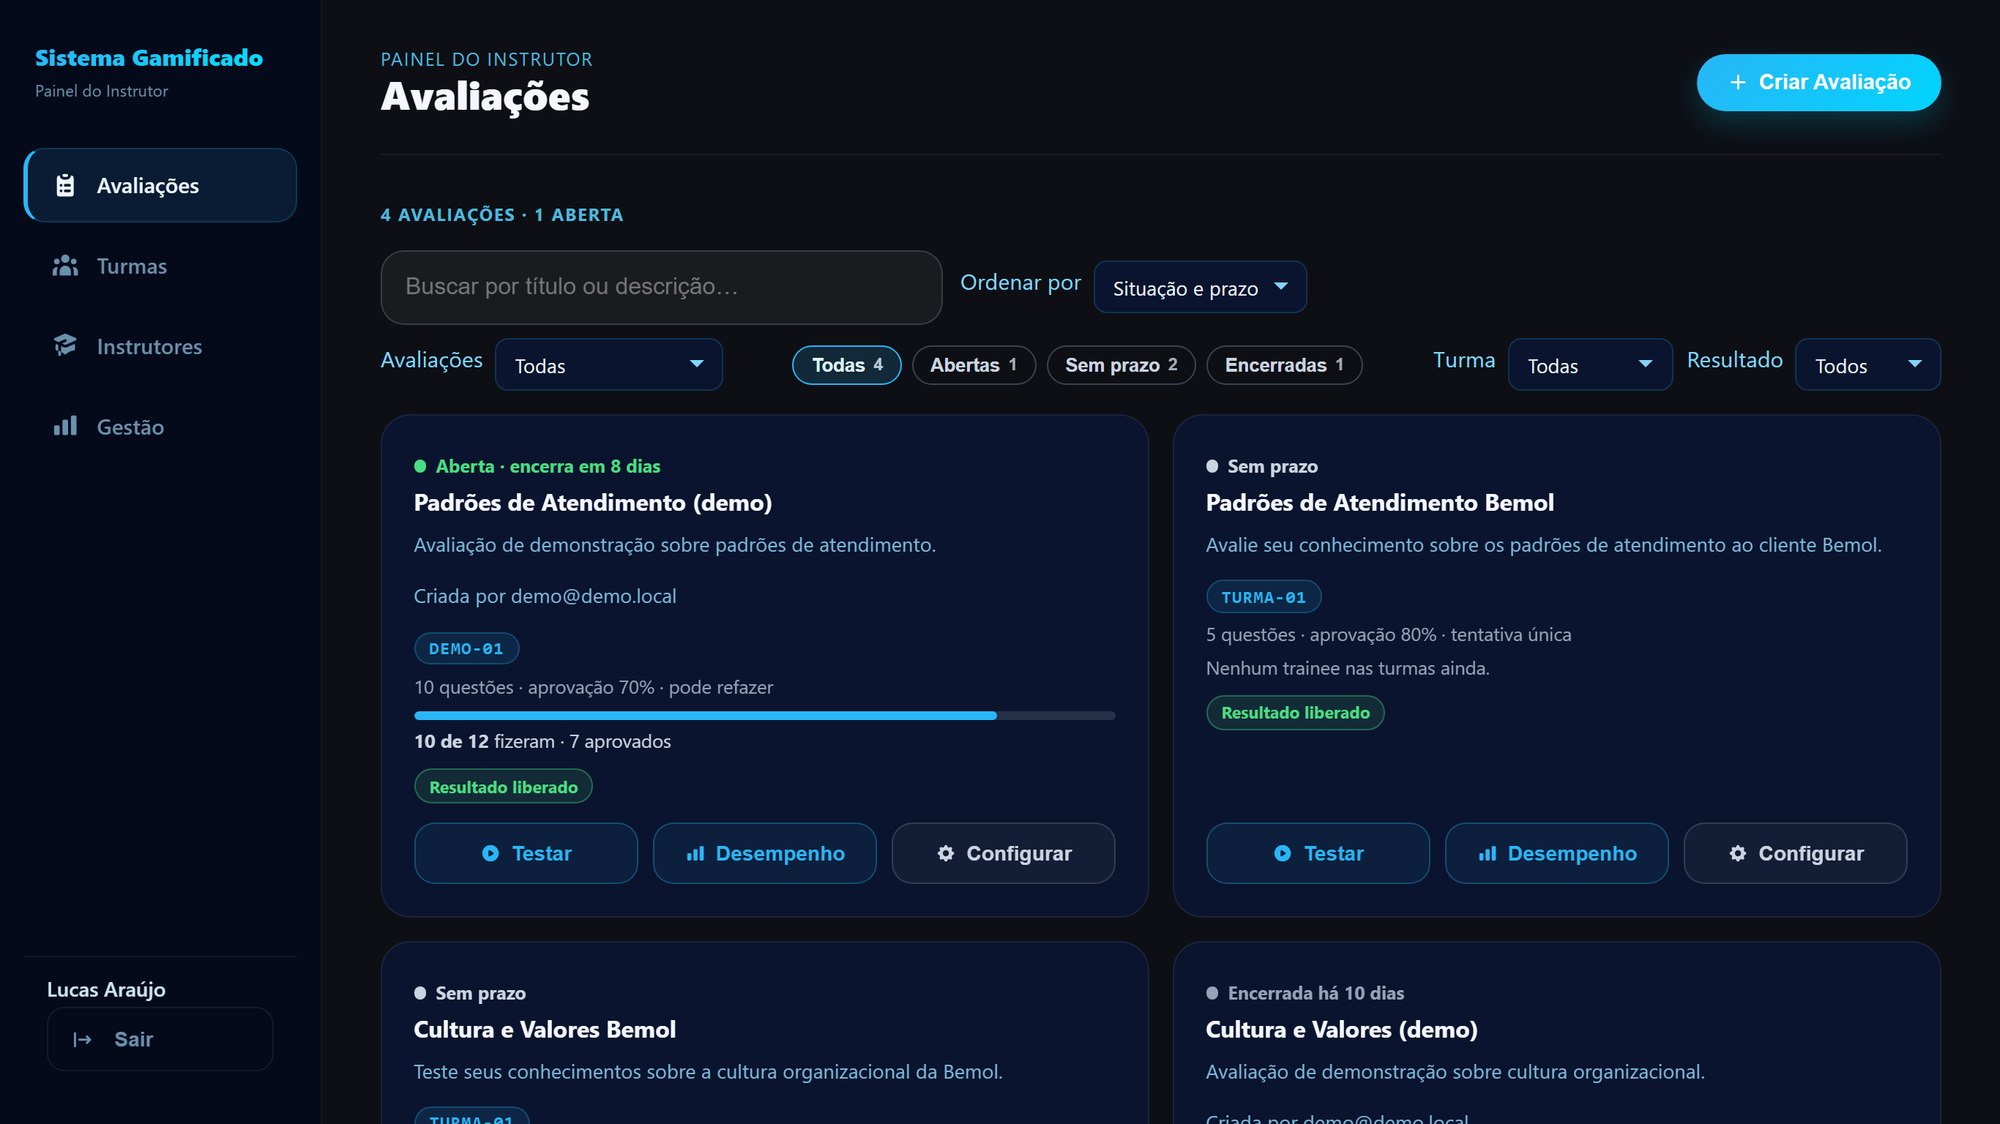 Sistema Gamificado
Painel do Instrutor
Avaliações
Turmas
Instrutores
Gestão
Lucas Araújo
Sair
PAINEL DO INSTRUTOR
Avaliações
+ Criar Avaliação
4 AVALIAÇÕES · 1 ABERTA
Buscar por título ou descrição…
Ordenar por
Situação e prazo
Avaliações
Todas
Todas 4
Abertas 1
Sem prazo 2
Encerradas 1
Turma
Todas
Resultado
Todos
Aberta · encerra em 8 dias
Padrões de Atendimento (demo)
Avaliação de demonstração sobre padrões de atendimento.
Criada por demo@demo.local
DEMO-01
10 questões · aprovação 70% · pode refazer
10 de 12 fizeram · 7 aprovados
Resultado liberado
Testar
Desempenho
Configurar
Sem prazo
Padrões de Atendimento Bemol
Avalie seu conhecimento sobre os padrões de atendimento ao cliente Bemol.
TURMA-01
5 questões · aprovação 80% · tentativa única
Nenhum trainee nas turmas ainda.
Resultado liberado
Testar
Desempenho
Configurar
Sem prazo
Cultura e Valores Bemol
Teste seus conhecimentos sobre a cultura organizacional da Bemol.
TURMA-01
Encerrada há 10 dias
Cultura e Valores (demo)
Avaliação de demonstração sobre cultura organizacional.
Criada por demo@demo.local